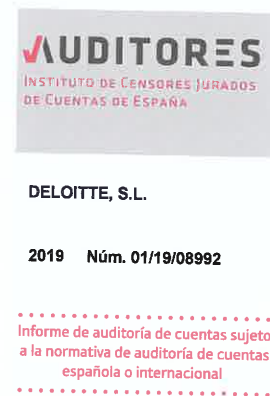 AUDITORES
INSTITUTO DE CENSORES JURADOS
DE CUENTAS DE ESPAÑA
DELOITTE, S.L.
2019 Núm. 01/19/08992
Informe de auditoría de cuentas sujeto
a la normativa de auditoría de cuentas
española o internacional